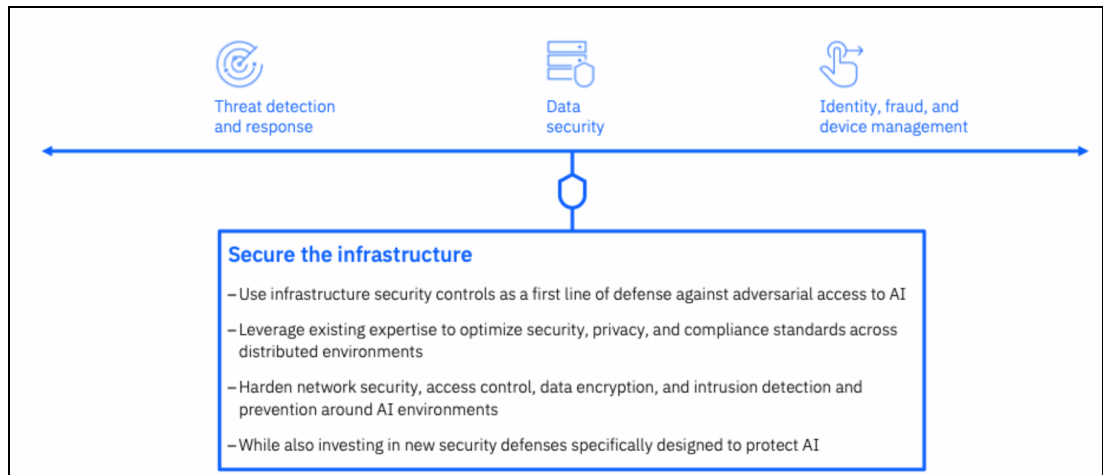 Threat detection
and response
Data
security
Identity, fraud, and
device management
Secure the infrastructure
– Use infrastructure security controls as a first line of defense against adversarial access to AI
– Leverage existing expertise to optimize security, privacy, and compliance standards across
distributed environments
– Harden network security, access control, data encryption, and intrusion detection and
prevention around AI environments
– While also investing in new security defenses specifically designed to protect AI